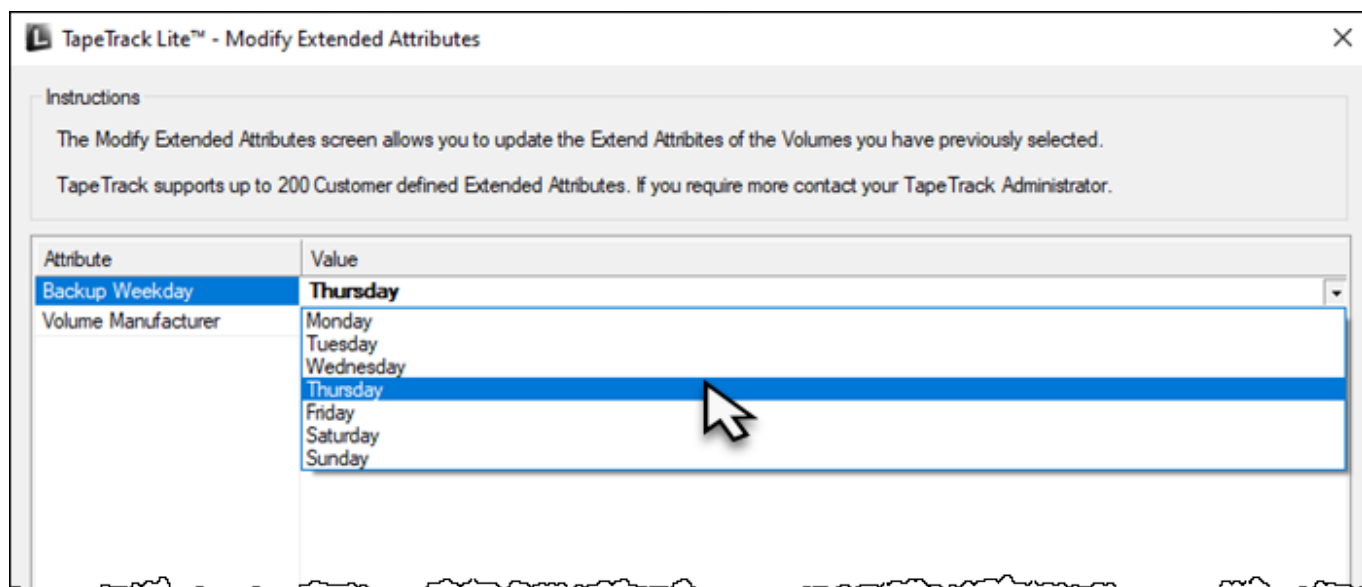 TapeTrack Lite™ - Modify Extended Attributes
Instructions
The Modify Extended Attributes screen allows you to update the Extend Attribites of the Volumes you have previously selected.
TapeTrack supports up to 200 Customer defined Extended Attributes. If you require more contact your TapeTrack Administrator.
Attribute Value
Backup Weekday Thursday
Volume Manufacturer
Monday
Tuesday
Wednesday
Thursday
Friday
Saturday
Sunday